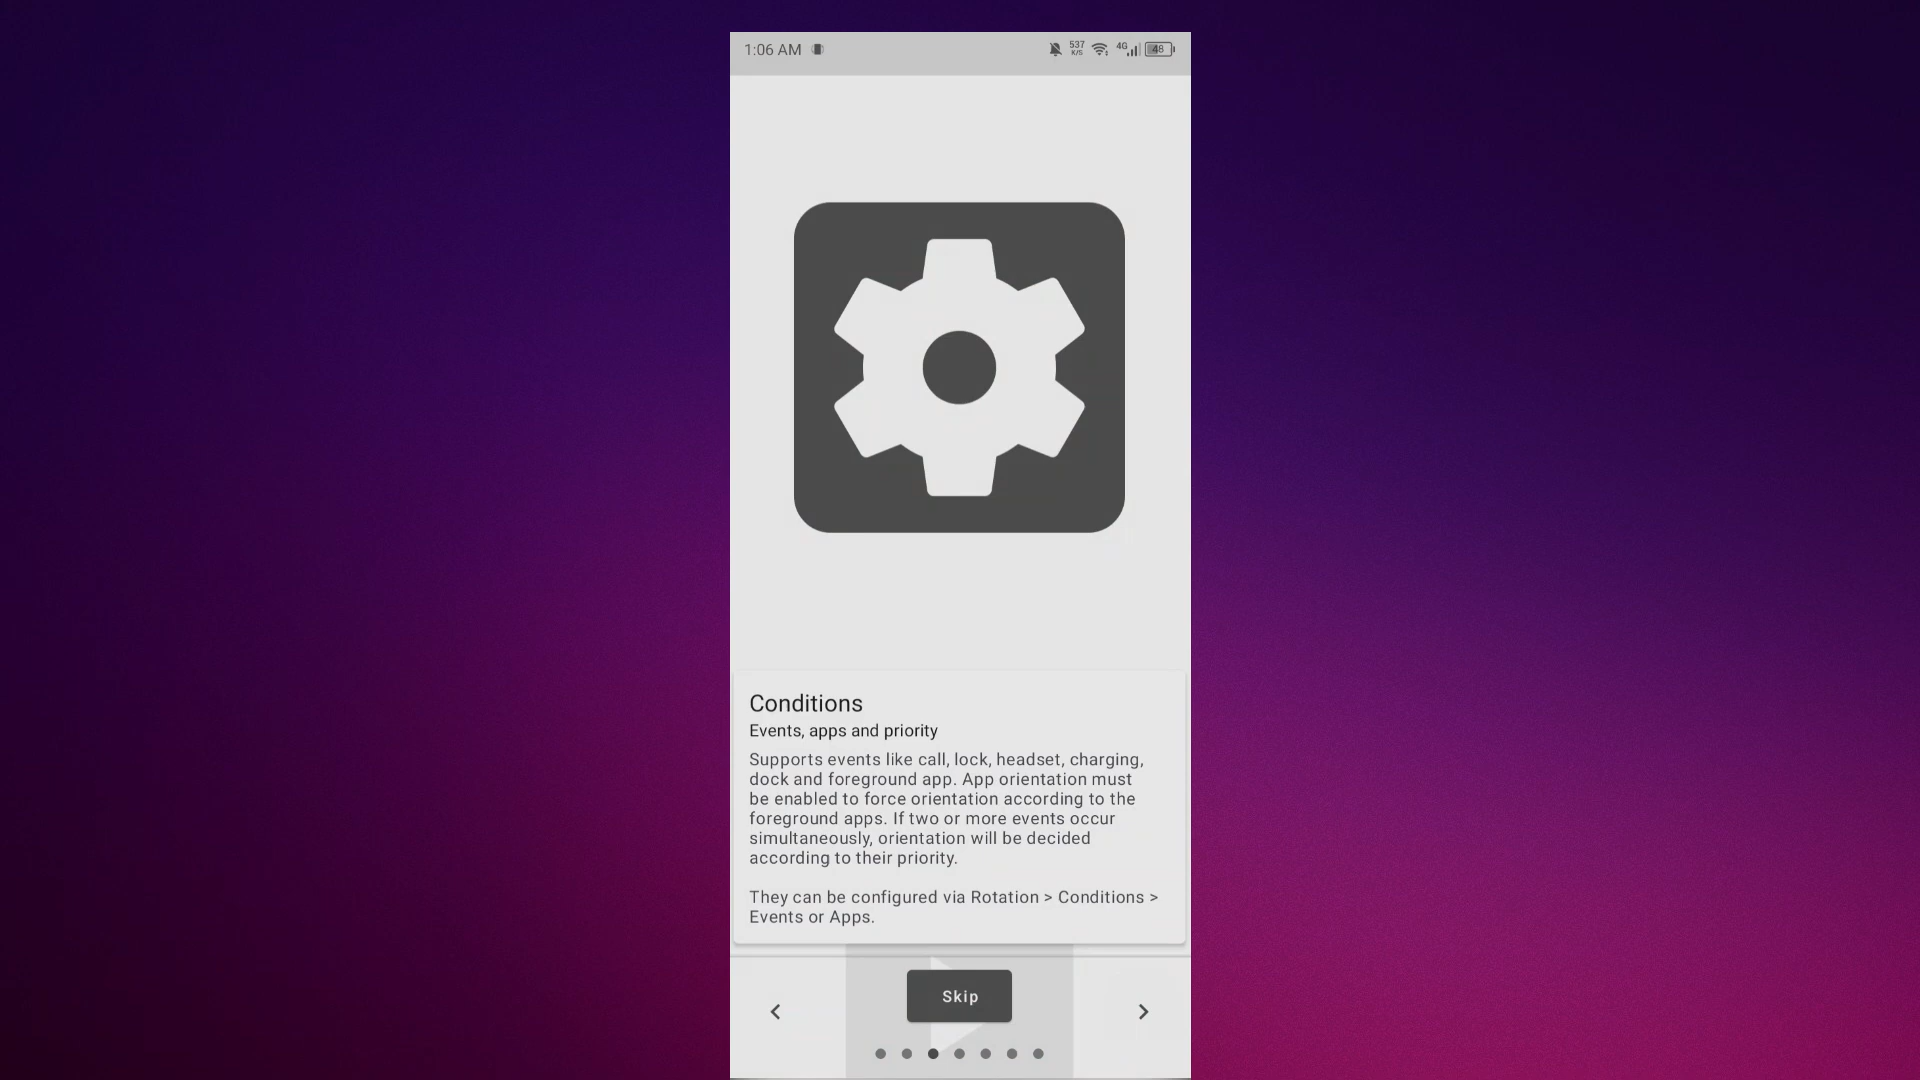 1:06 AM 537 K/S 4G 48
Conditions
Events, apps and priority
Supports events like call, lock, headset, charging,
dock and foreground app. App orientation must
be enabled to force orientation according to the
foreground apps. If two or more events occur
simultaneously, orientation will be decided
according to their priority.
They can be configured via Rotation > Conditions >
Events or Apps.
Skip